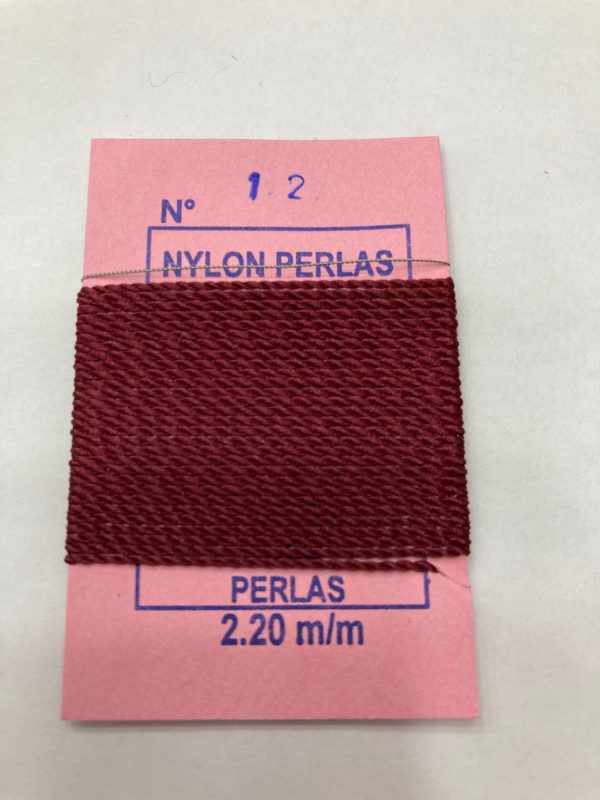 1.2
Nº
NYLON PERLAS
PERLAS
2.20 m/m